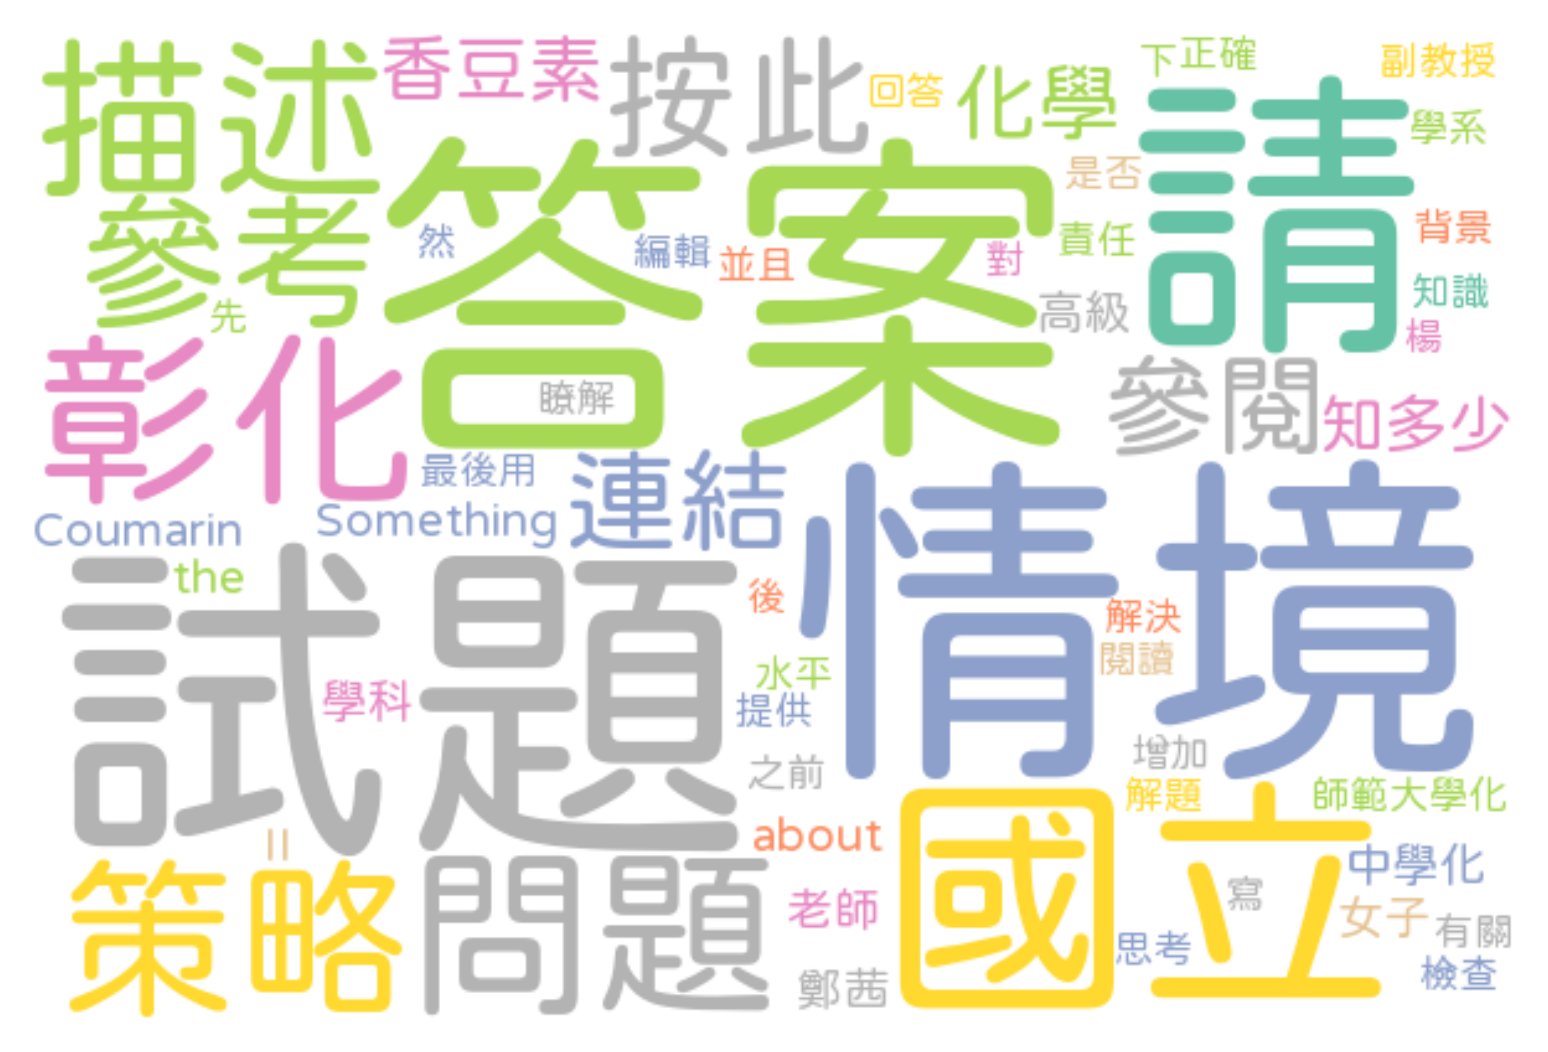 描述
香豆素
按此
回答
化學
下正確
副教授
請
學系
是否
答案
參考
然
編輯
並且
對
責任
背景
知識
高級
先
楊
彰化
瞭解
參閱
知多少
最後用
連結
情境
Coumarin
Something
the
試題
後
解決
閱讀
水平
學科
提供
增加
之前
解題
師範大學化
about
國立
||
中學化
策略
問題
老師
寫
女子
有關
思考
鄭茜
檢查